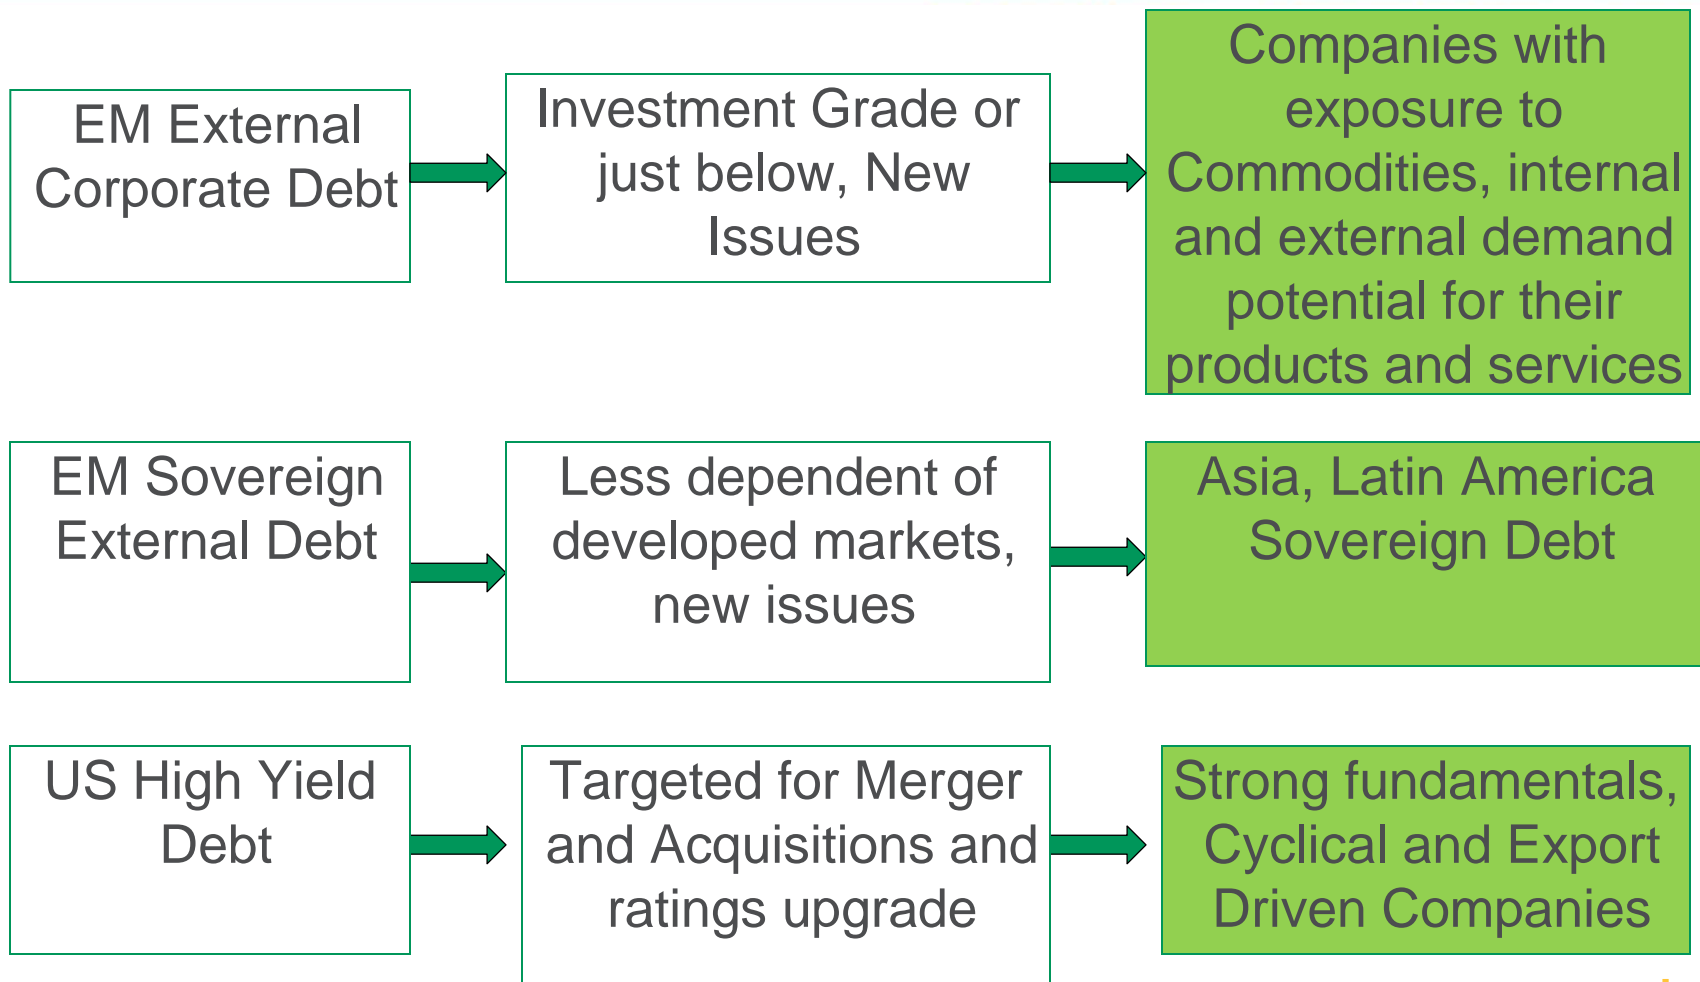 EM External
Corporate Debt
Investment Grade or
just below, New
Issues
Companies with
exposure to
Commodities, internal
and external demand
potential for their
products and services
EM Sovereign
External Debt
Less dependent of
developed markets,
new issues
Asia, Latin America
Sovereign Debt
US High Yield
Debt
Targeted for Merger
and Acquisitions and
ratings upgrade
Strong fundamentals,
Cyclical and Export
Driven Companies